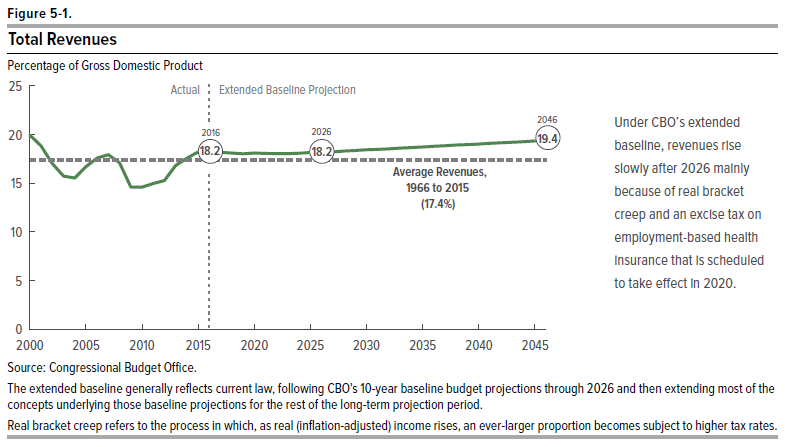 Figure 5-1.
Total Revenues
Percentage of Gross Domestic Product
25
Actual
Extended Baseline Projection
20
2016
18.2
2026
18.2
2046
19.4
Average Revenues,
1966 to 2015
(17.4%)
15
10
5
0
2000 2005 2010 2015 2020 2025 2030 2035 2040 2045
Under CBO's extended
baseline, revenues rise
slowly after 2026 mainly
because of real bracket
creep and an excise tax on
employment-based health
insurance that is scheduled
to take effect in 2020.
Source: Congressional Budget Office.
The extended baseline generally reflects current law, following CBO's 10-year baseline budget projections through 2026 and then extending most of the
concepts underlying those baseline projections for the rest of the long-term projection period.
Real bracket creep refers to the process in which, as real (inflation-adjusted) income rises, an ever-larger proportion becomes subject to higher tax rates.